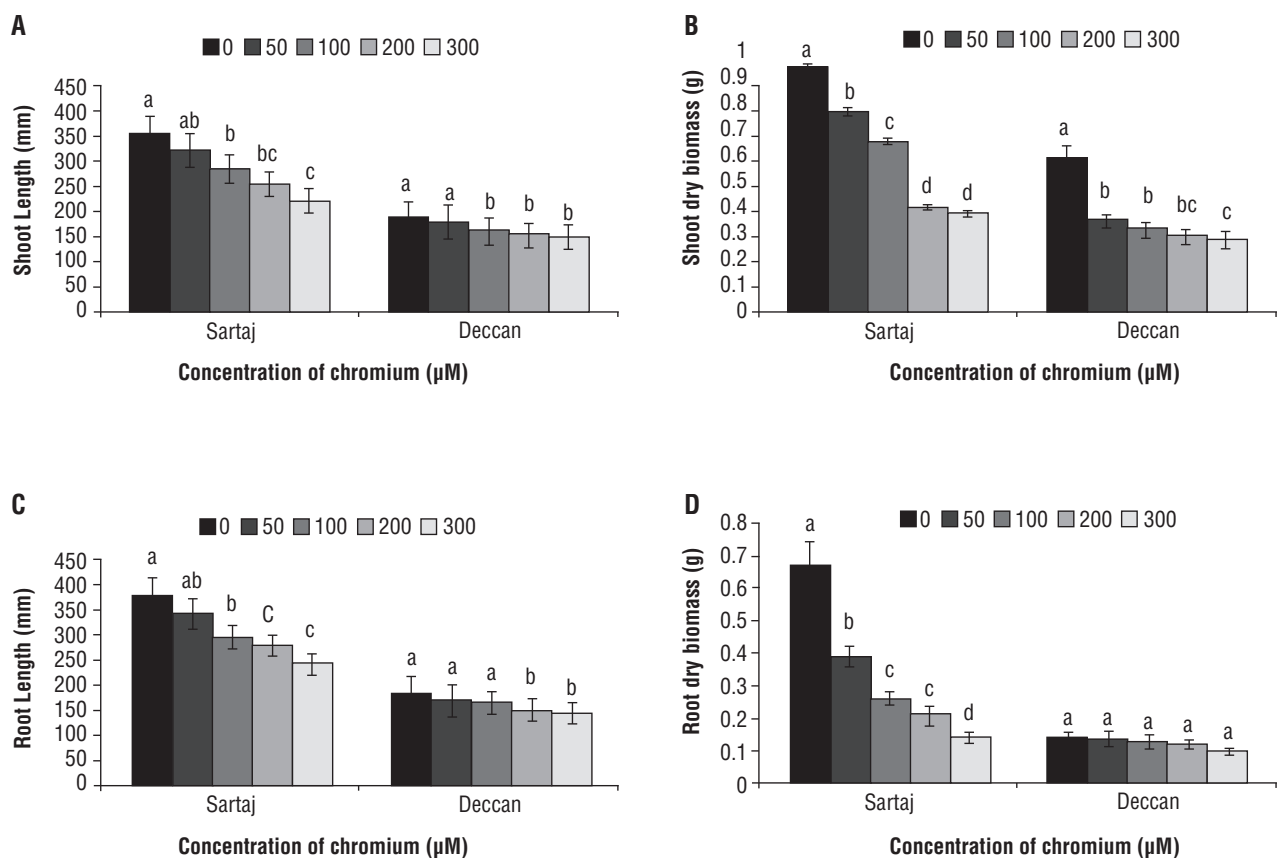 A
0 50 100 200 300
Shoot Length (mm)
450
400
350
300
250
200
150
100
50
0
a ab b bc c
a a b b b
Sartaj Deccan
Concentration of chromium (µM)
B
0 50 100 200 300
Shoot dry biomass (g)
1
0.9
0.8
0.7
0.6
0.5
0.4
0.3
0.2
0.1
0
a b c d d
a b b bc c
Sartaj Deccan
Concentration of chromium (µM)
C
0 50 100 200 300
Root Length (mm)
450
400
350
300
250
200
150
100
50
0
a ab b C c
a a a b b
Sartaj Deccan
Concentration of chromium (µM)
D
0 50 100 200 300
Root dry biomass (g)
0.8
0.7
0.6
0.5
0.4
0.3
0.2
0.1
0
a b c c d
a a a a a
Sartaj Deccan
Concentration of chromium (µM)